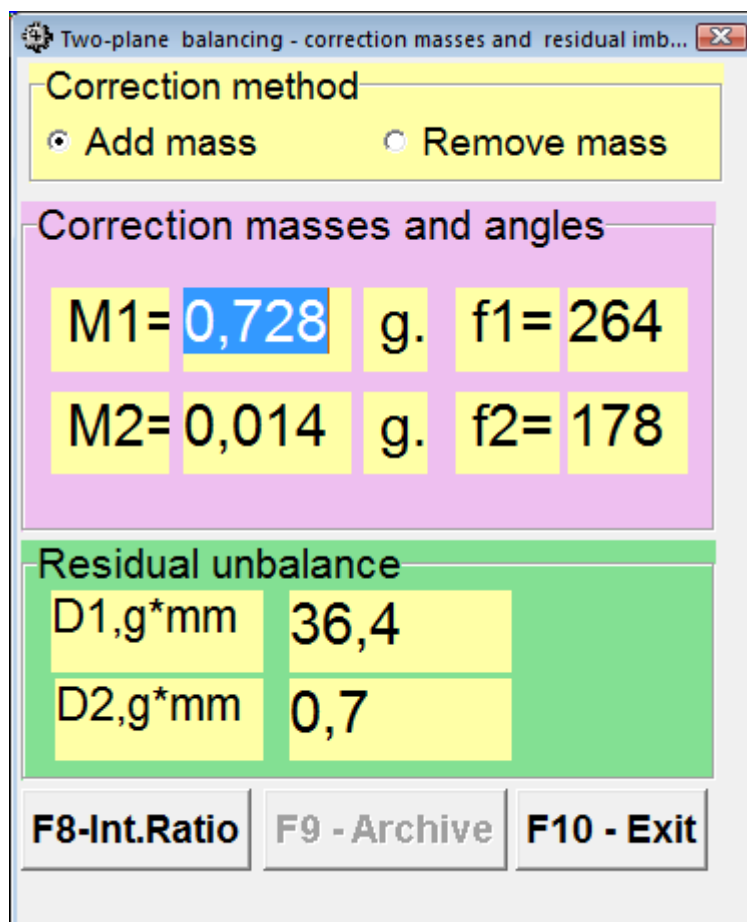 Two-plane balancing - correction masses and residual imb...
Correction method
Add mass Remove mass
Correction masses and angles
M1= 0,728 g. f1= 264
M2= 0,014 g. f2= 178
Residual unbalance
D1,g*mm 36,4
D2,g*mm 0,7
F8-Int.Ratio F9 - Archive F10 - Exit